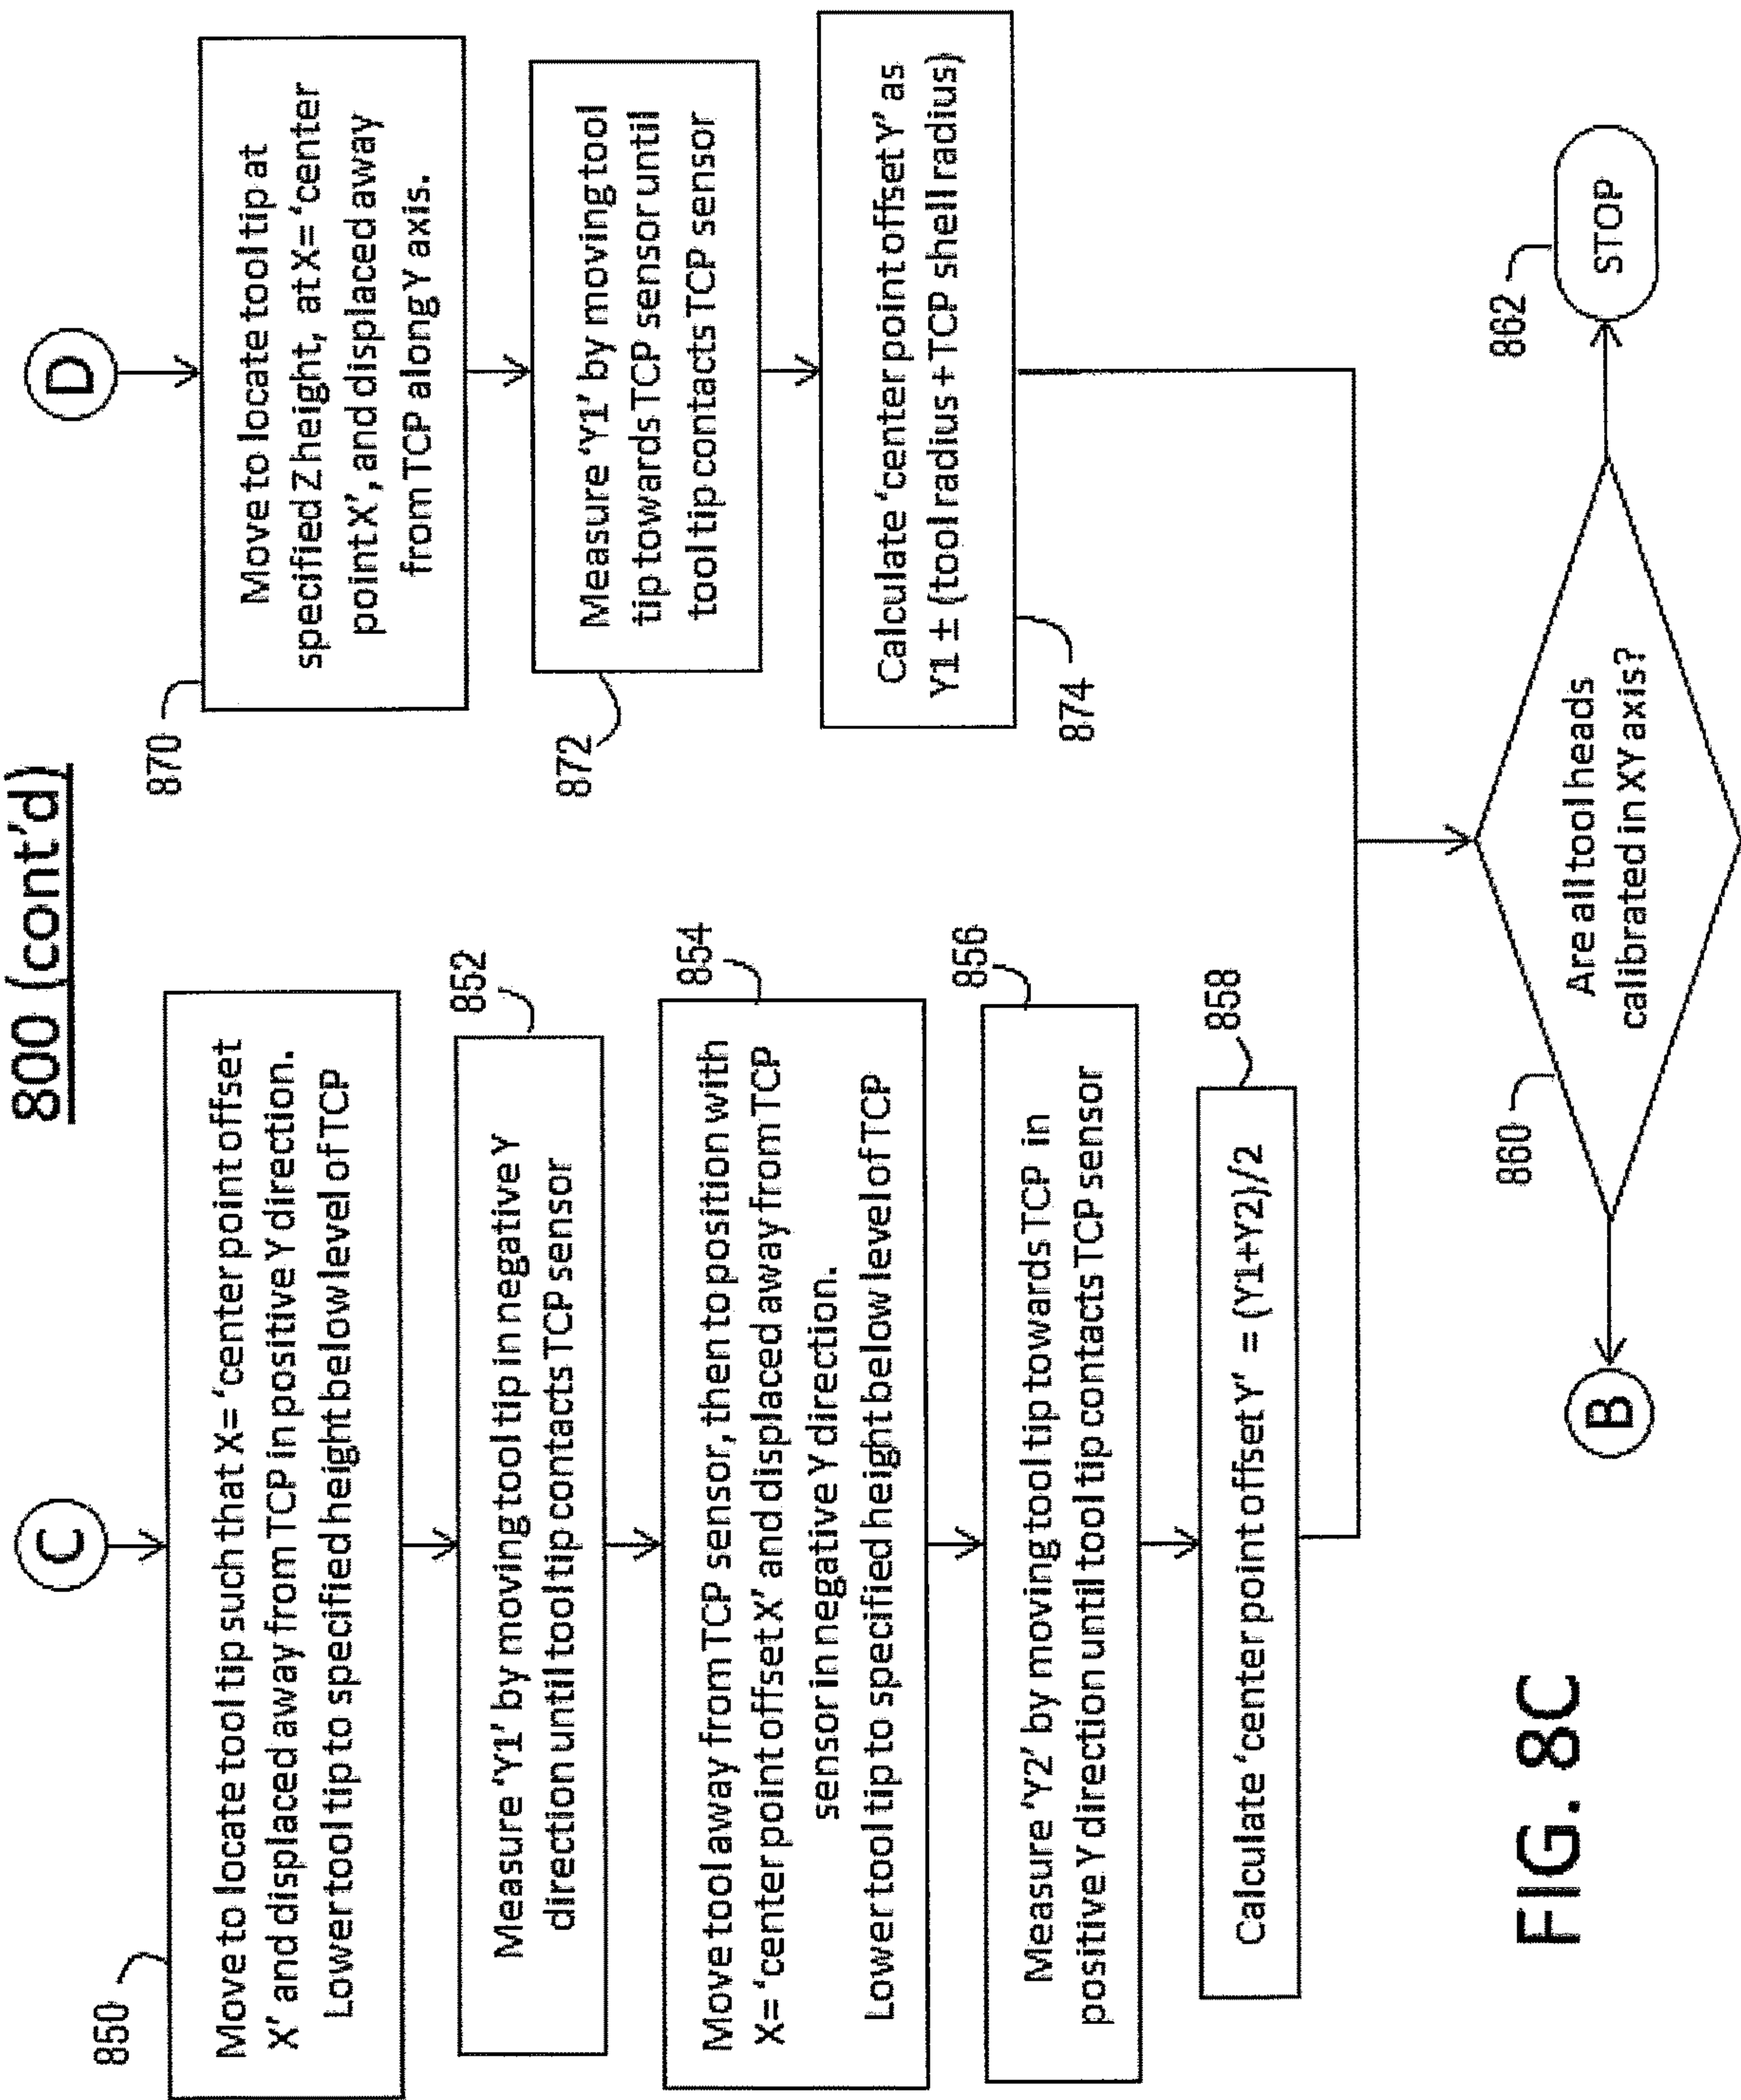 800 (cont'd)
C
850
Move to locate tool tip such that X= 'center point offset
X' and displaced away from TCP in positive Y direction.
Lower tool tip to specified height below level of TCP
852
Measure 'Y1' by moving tool tip in negative Y
direction until tool tip contacts TCP sensor
854
Move tool away from TCP sensor, then to position with
X= 'center point offset X' and displaced away from TCP
sensor in negative Y direction.
Lower tool tip to specified height below level of TCP
856
Measure 'Y2' by moving tool tip towards TCP in
positive Y direction until tool tip contacts TCP sensor
858
Calculate 'center point offset Y' = (Y1+Y2)/2
D
870
Move to locate tool tip at
specified Z height, at X= 'center
point X', and displaced away
from TCP along Y axis.
872
Measure 'Y1' by moving tool
tip towards TCP sensor until
tool tip contacts TCP sensor
Calculate 'center point offset Y' as
Y1 ± (tool radius + TCP shell radius)
874
860
Are all tool heads
calibrated in XY axis?
B
862
STOP
FIG. 8C